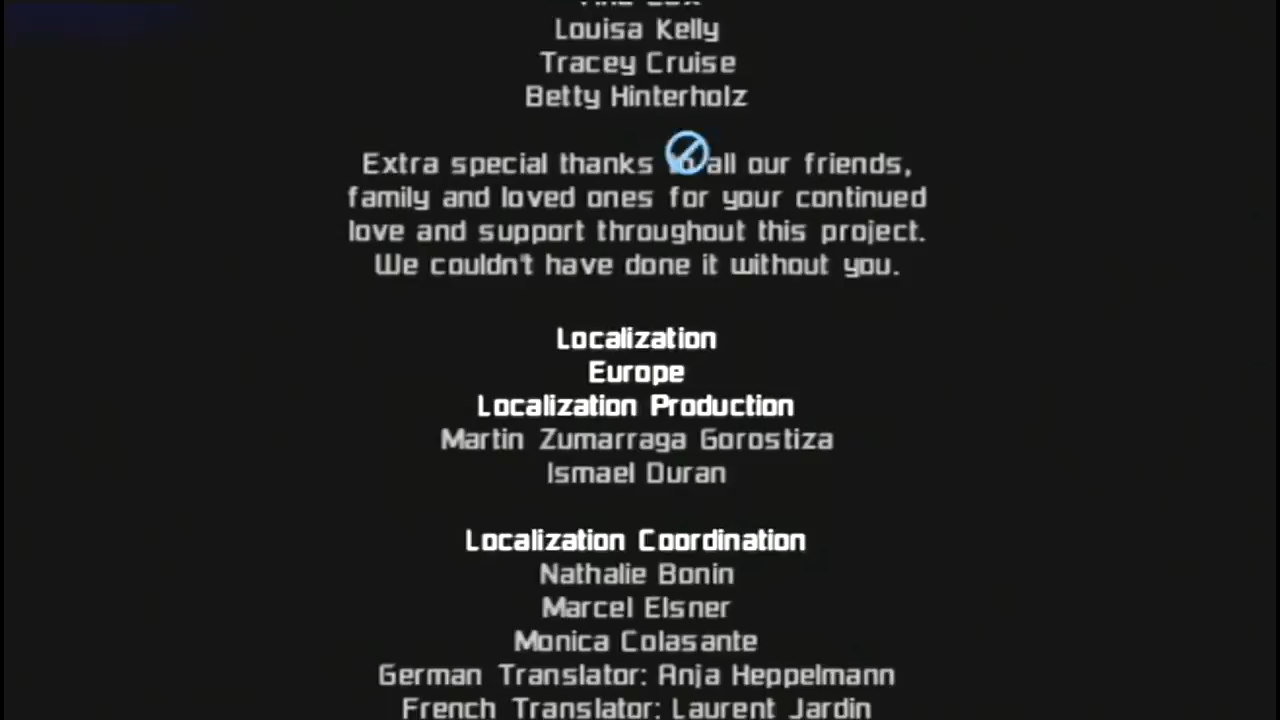 Louisa Kelly
Tracey Cruise
Betty Hinterholz
Extra special thanks to all our friends,
family and loved ones for your continued
love and support throughout this project.
We couldn't have done it without you.
Localization
Europe
Localization Production
Martin Zumarraga Gorostiza
Ismael Duran
Localization Coordination
Nathalie Bonin
Marcel Elsner
Monica Colasante
German Translator: Anja Heppelmann
French Translator: Laurent Jardin